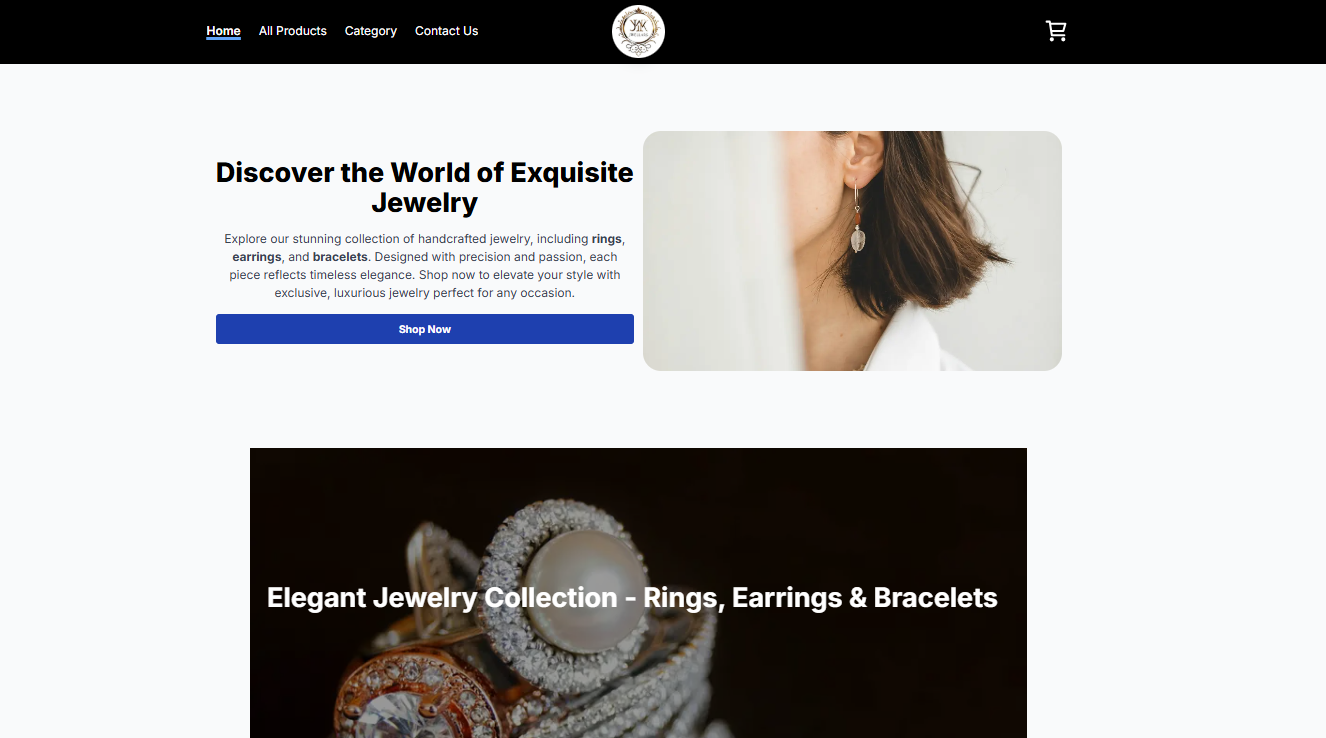 Home All Products Category Contact Us
Discover the World of Exquisite
Jewelry
Explore our stunning collection of handcrafted jewelry, including rings,
earrings, and bracelets. Designed with precision and passion, each
piece reflects timeless elegance. Shop now to elevate your style with
exclusive, luxurious jewelry perfect for any occasion.
Shop Now
Elegant Jewelry Collection - Rings, Earrings & Bracelets